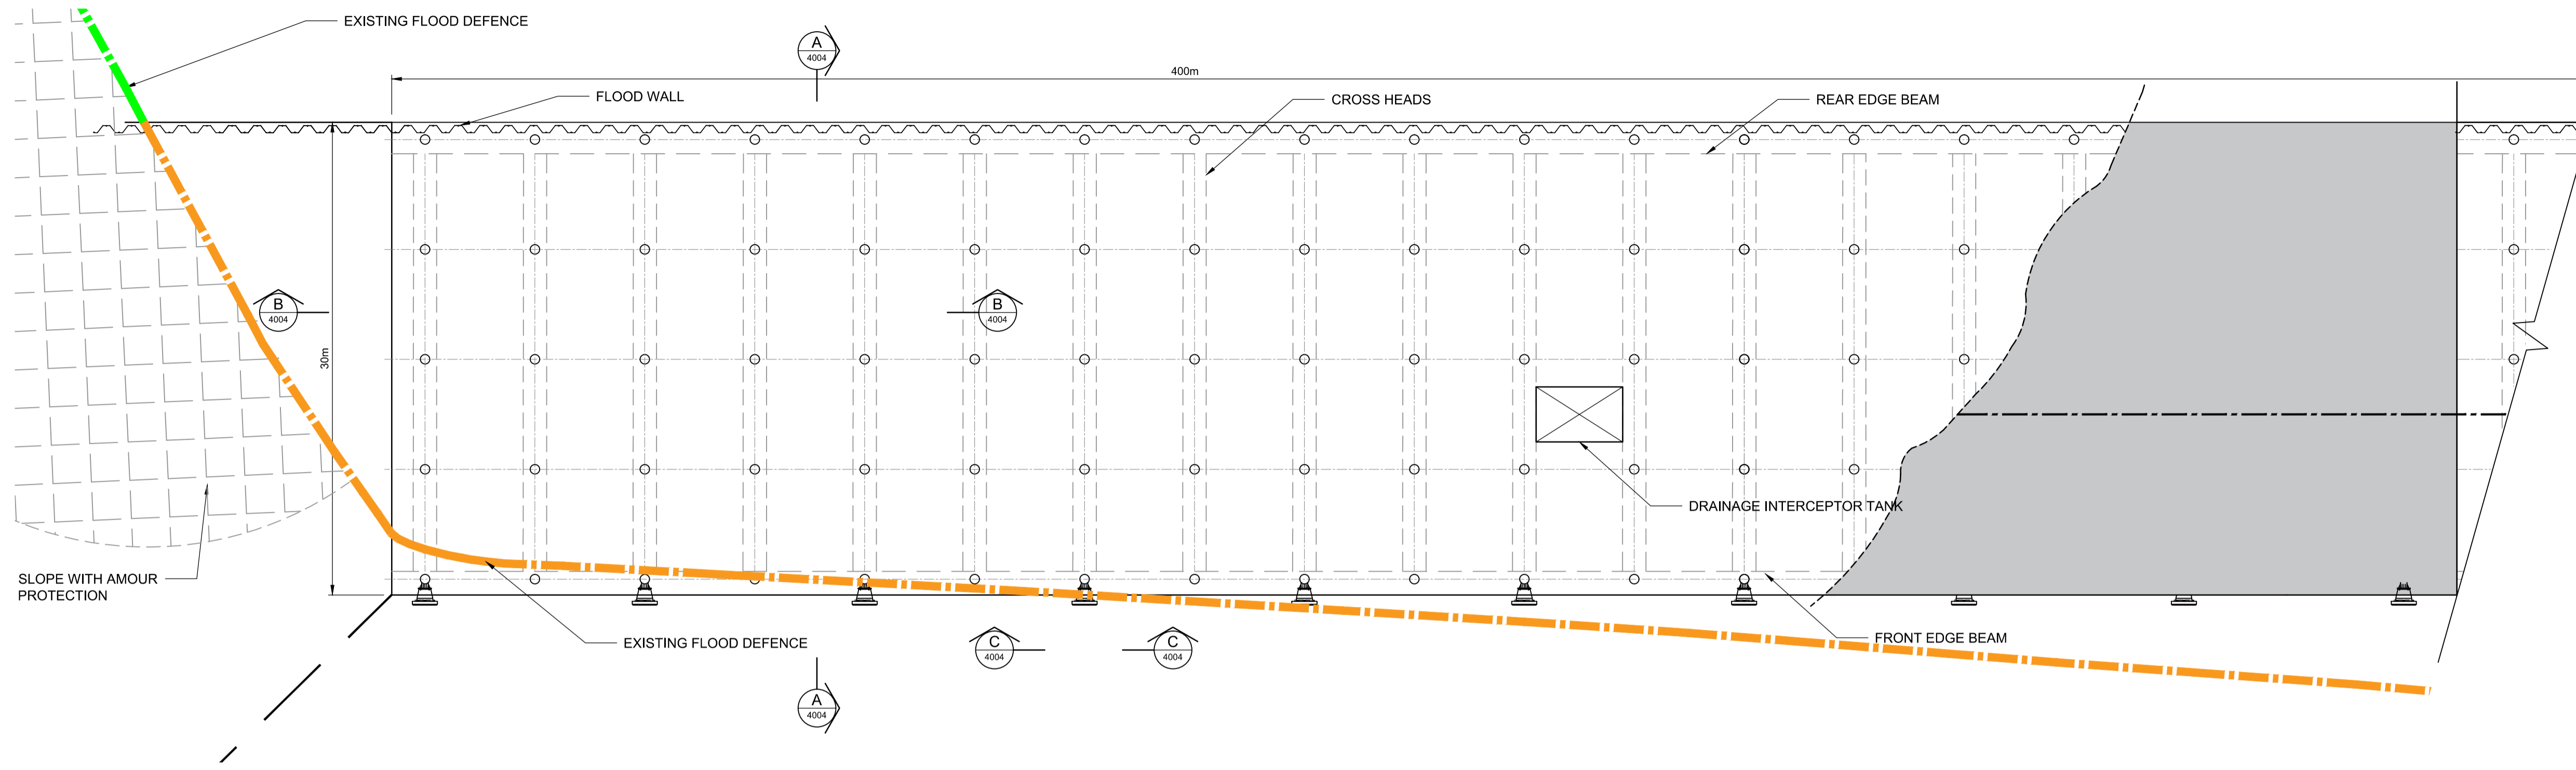 EXISTING FLOOD DEFENCE
A
4004
400m
FLOOD WALL
CROSS HEADS
REAR EDGE BEAM
B
4004
B
4004
30m
DRAINAGE INTERCEPTOR TANK
SLOPE WITH AMOUR
PROTECTION
EXISTING FLOOD DEFENCE
C
4004
C
4004
FRONT EDGE BEAM
A
4004